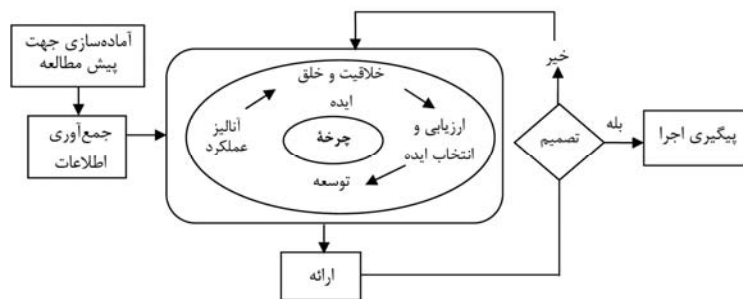 آماده‌سازی جهت
پیش مطالعه
جمع‌آوری
اطلاعات
آنالیز
عملکرد
خلاقیت و خلق
ایده
ارزیابی و
انتخاب ایده
توسعه
چرخهٔ
ارائه
تصمیم
خیر
بله
پیگیری اجرا